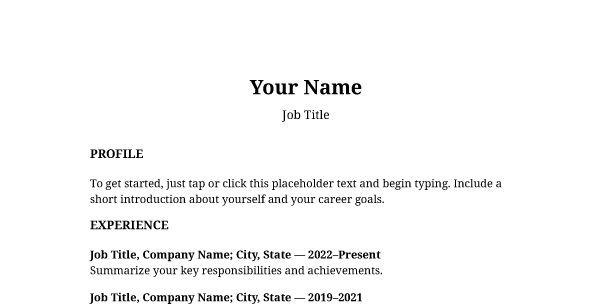 Your Name
Job Title
PROFILE
To get started, just tap or click this placeholder text and begin typing. Include a
short introduction about yourself and your career goals.
EXPERIENCE
Job Title, Company Name; City, State — 2022–Present
Summarize your key responsibilities and achievements.
Job Title, Company Name; City, State — 2019–2021